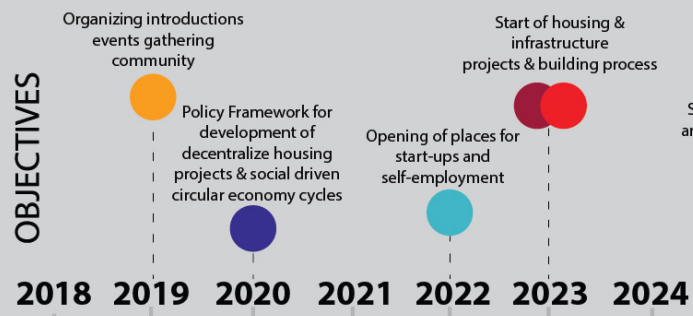 OBJECTIVES
Organizing introductions
events gathering
community
Policy Framework for
development of
decentralize housing
projects & social driven
circular economy cycles
Opening of places for
start-ups and
self-employment
Start of housing &
infrastructure
projects & building process
2018 2019 2020 2021 2022 2023 2024